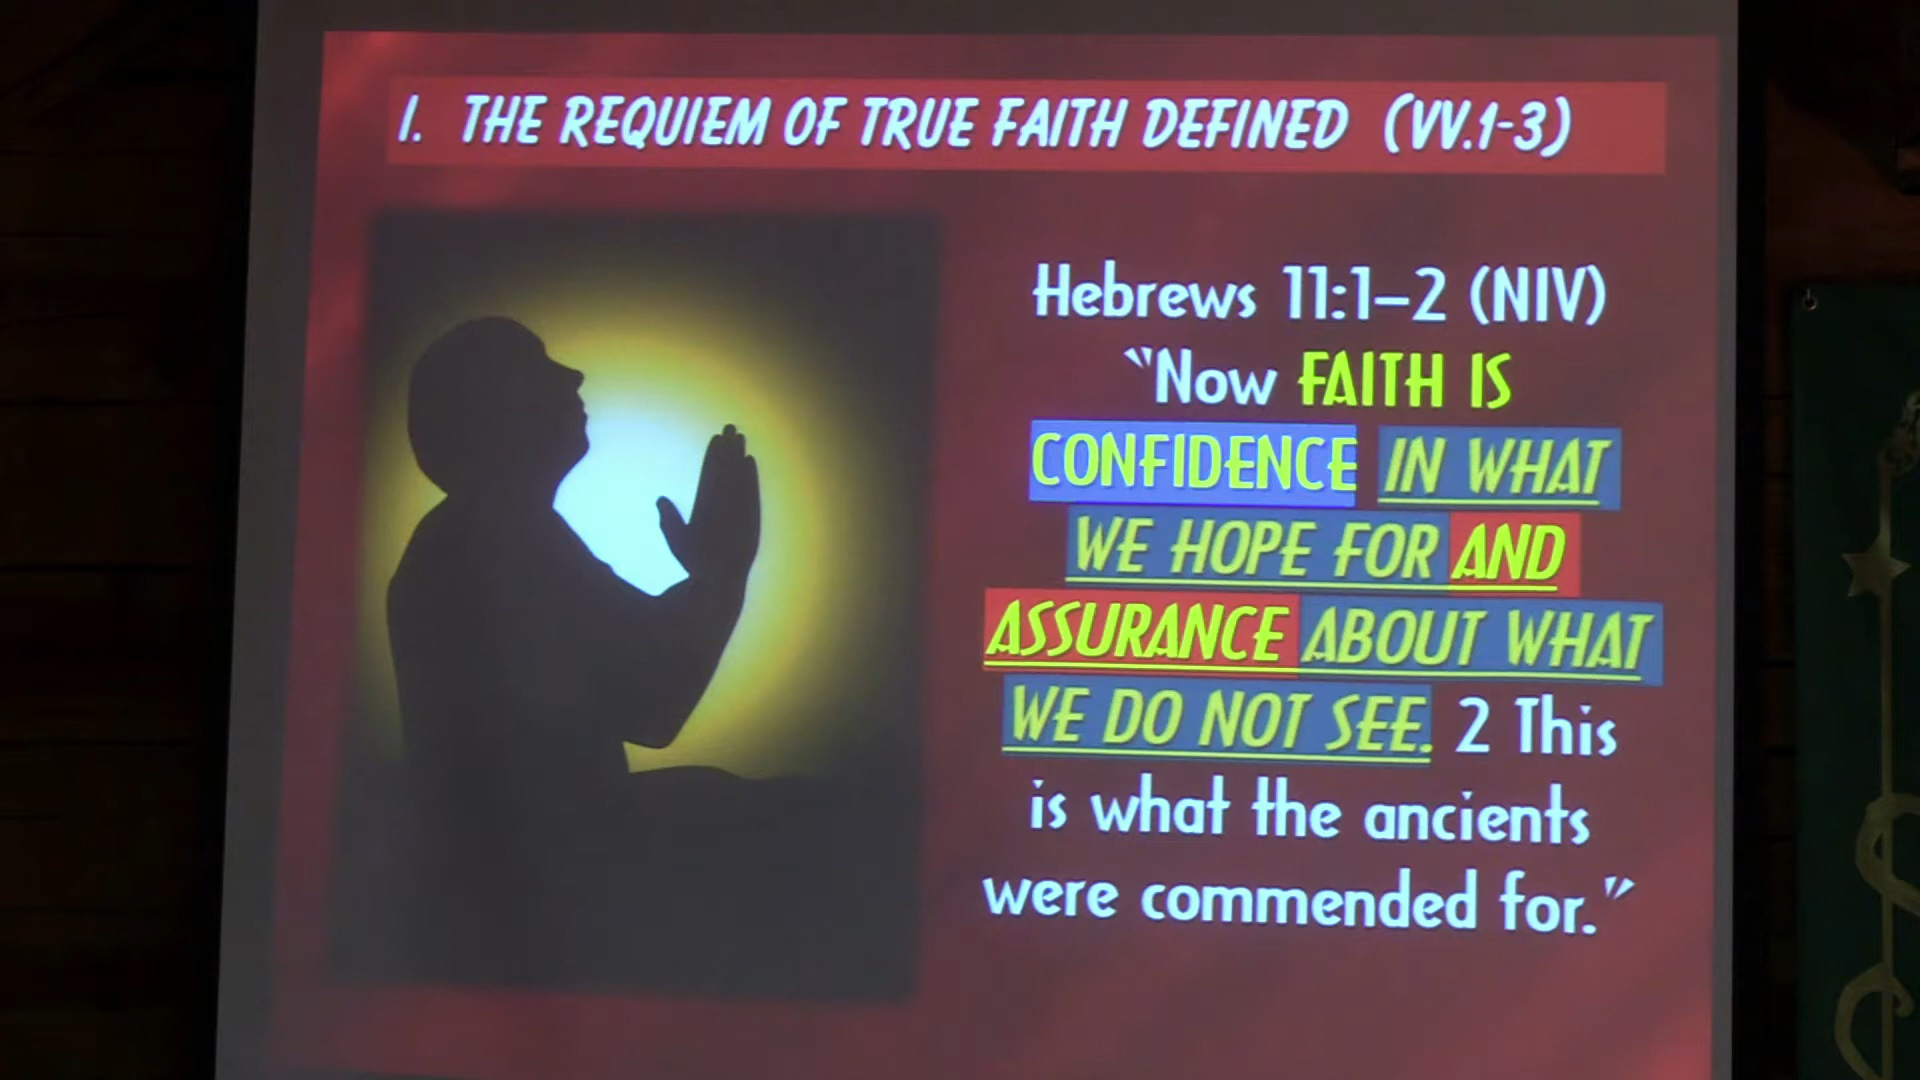 I. THE REQUIEM OF TRUE FAITH DEFINED (VV.1-3)
Hebrews 11:1–2 (NIV)
“Now FAITH IS
CONFIDENCE IN WHAT
WE HOPE FOR AND
ASSURANCE ABOUT WHAT
WE DO NOT SEE. 2 This
is what the ancients
were commended for.”